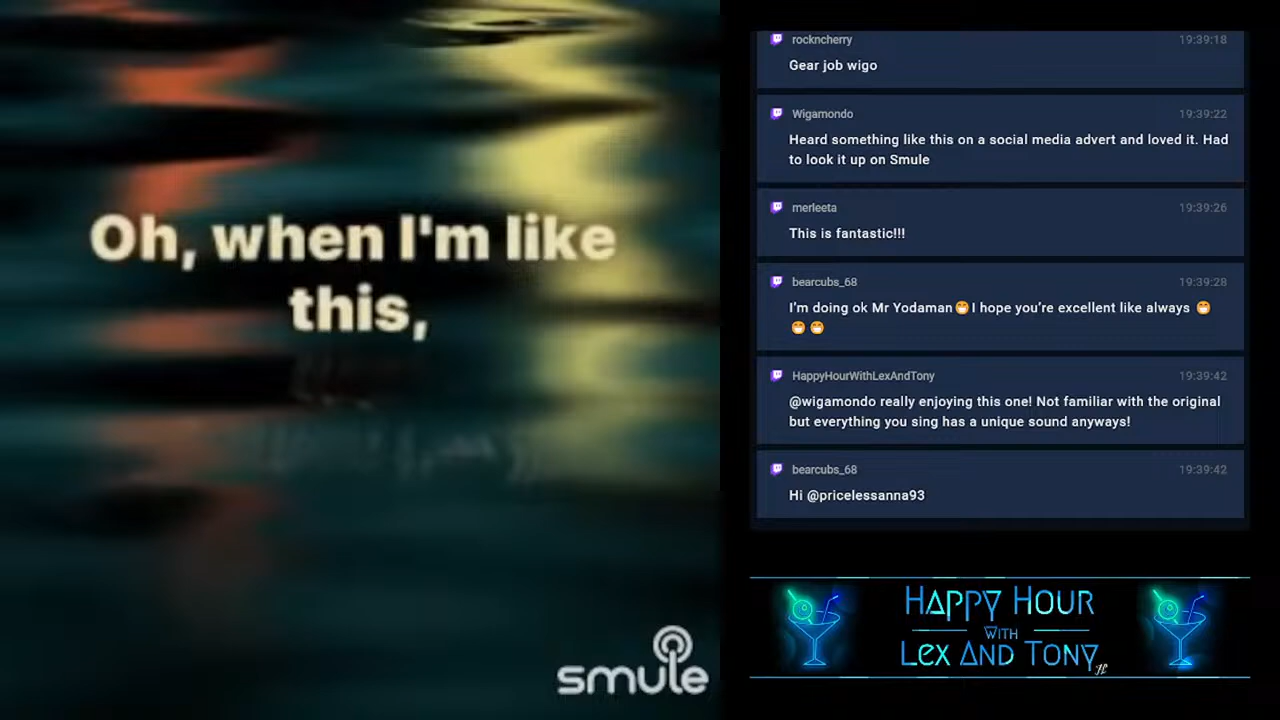 Oh, when I'm like
this,
smule
rockncherry 19:39:18
Gear job wigo
Wigamondo 19:39:22
Heard something like this on a social media advert and loved it. Had
to look it up on Smule
merleeta 19:39:26
This is fantastic!!!
bearcubs_68 19:39:28
I'm doing ok Mr Yodaman😁I hope you're excellent like always 😁
😁😁
HappyHourWithLexAndTony 19:39:42
@wigamondo really enjoying this one! Not familiar with the original
but everything you sing has a unique sound anyways!
bearcubs_68 19:39:42
Hi @pricelessanna93
HAPPY HOUR
WITH
LEX AND TONY